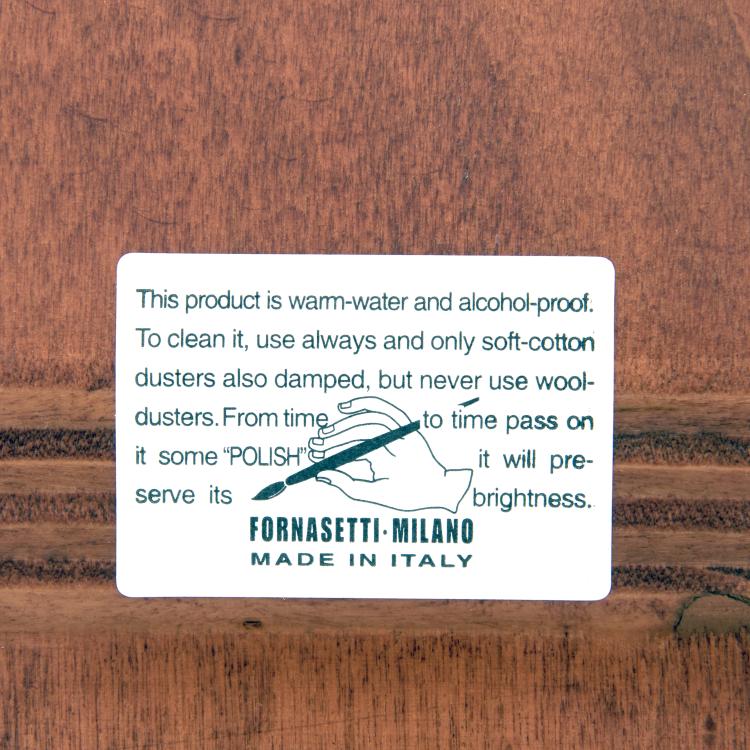 This product is warm-water and alcohol-proof.
To clean it, use always and only soft-cotton
dusters also damped, but never use wool-
dusters. From time to time pass on
it some “POLISH” it will pre-
serve its brightness.
FORNASETTI·MILANO
MADE IN ITALY